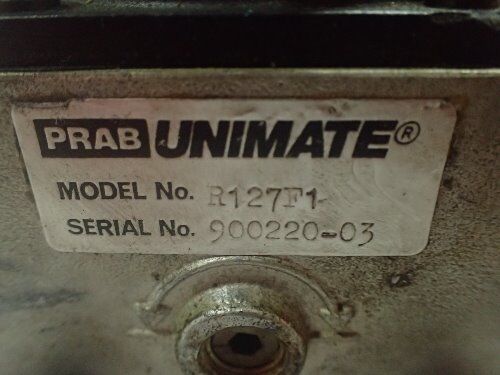 PRAB UNIMATE®
MODEL No. R127F1
SERIAL No. 900220-03